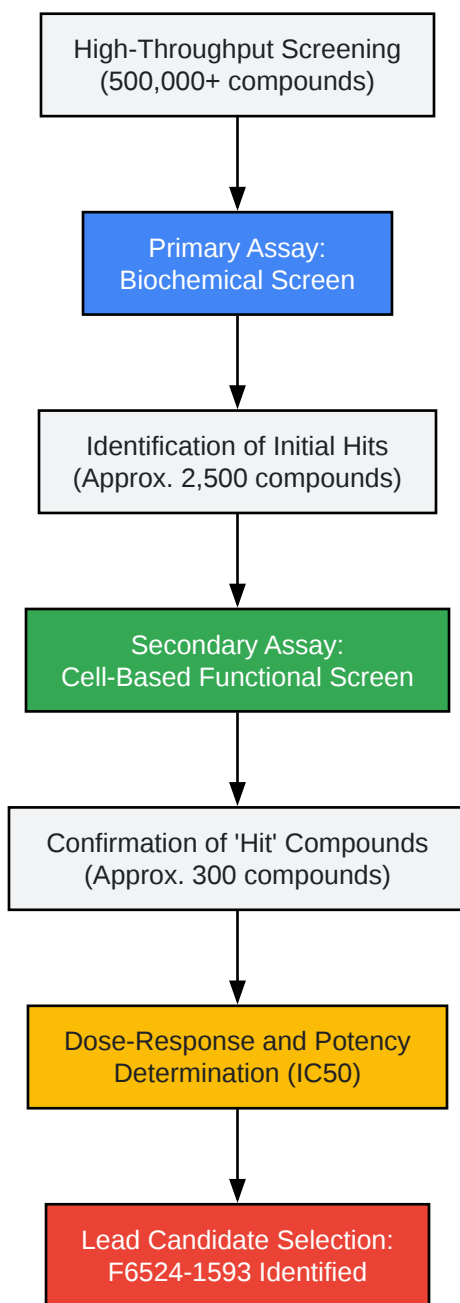 High-Throughput Screening
(500,000+ compounds)
Primary Assay:
Biochemical Screen
Identification of Initial Hits
(Approx. 2,500 compounds)
Secondary Assay:
Cell-Based Functional Screen
Confirmation of 'Hit' Compounds
(Approx. 300 compounds)
Dose-Response and Potency
Determination (IC50)
Lead Candidate Selection:
F6524-1593 Identified